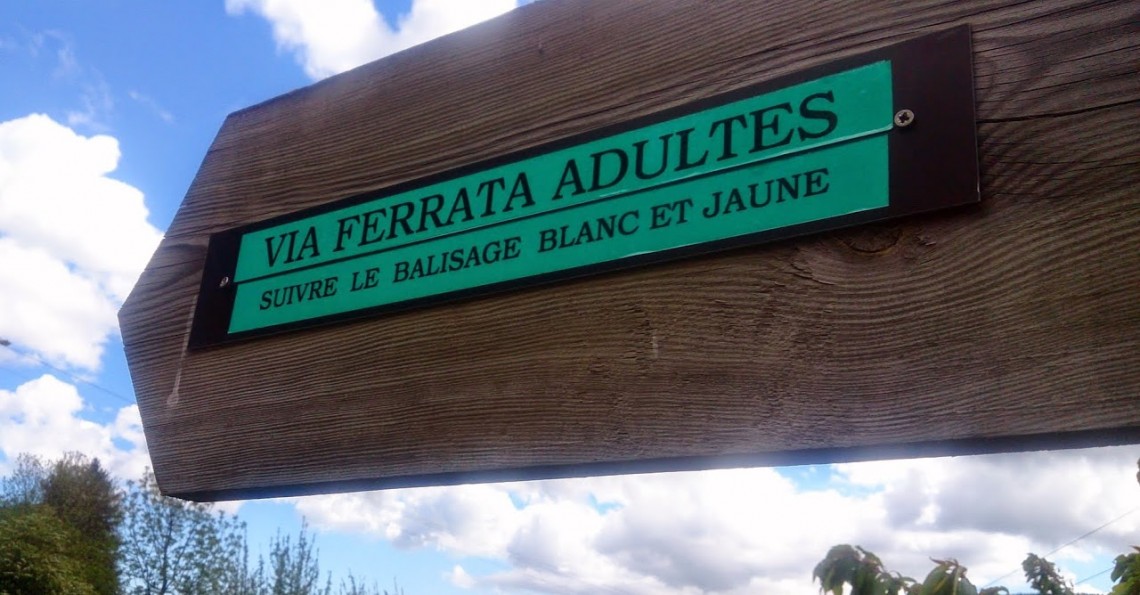 VIA FERRATA ADULTES
SUIVRE LE BALISAGE BLANC ET JAUNE